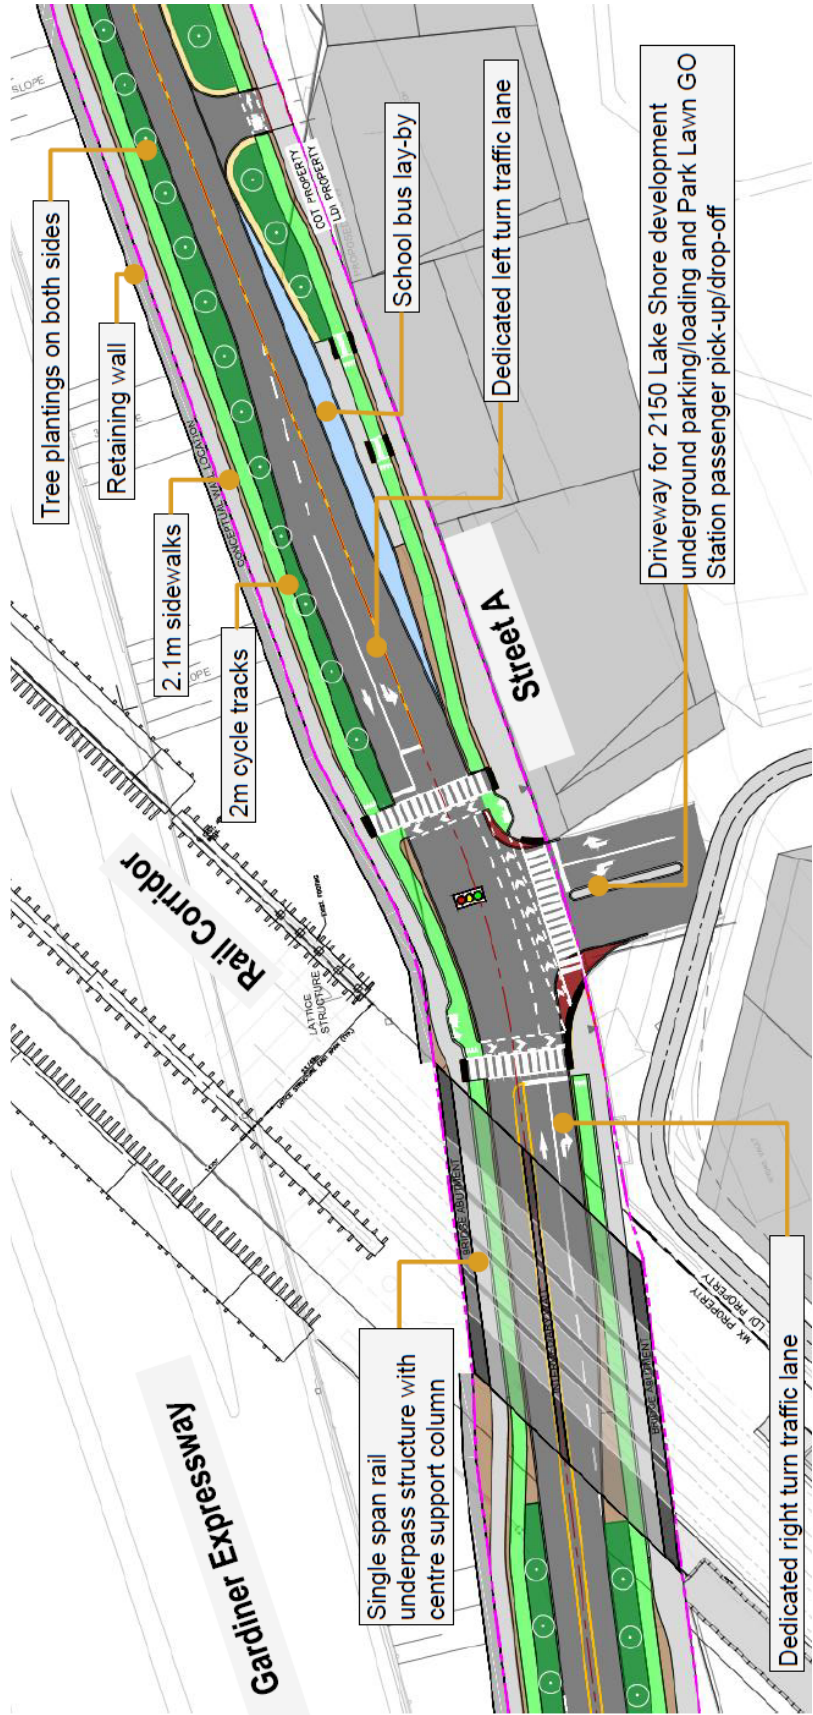 Tree plantings on both sides
Retaining wall
2.1m sidewalks
2m cycle tracks
School bus lay-by
Dedicated left turn traffic lane
Driveway for 2150 Lake Shore development
underground parking/loading and Park Lawn GO
Station passenger pick-up/drop-off
Street A
Rail Corridor
Gardiner Expressway
Single span rail
underpass structure with
centre support column
Dedicated right turn traffic lane
SLOPE
CONCEPTUAL WALL LOCATION
COT PROPERTY
LDI PROPERTY
LATTICE
STRUCTURE
BRIDGE ABUTMENT
BRIDGE ABUTMENT
MX PROPERTY
LDI PROPERTY